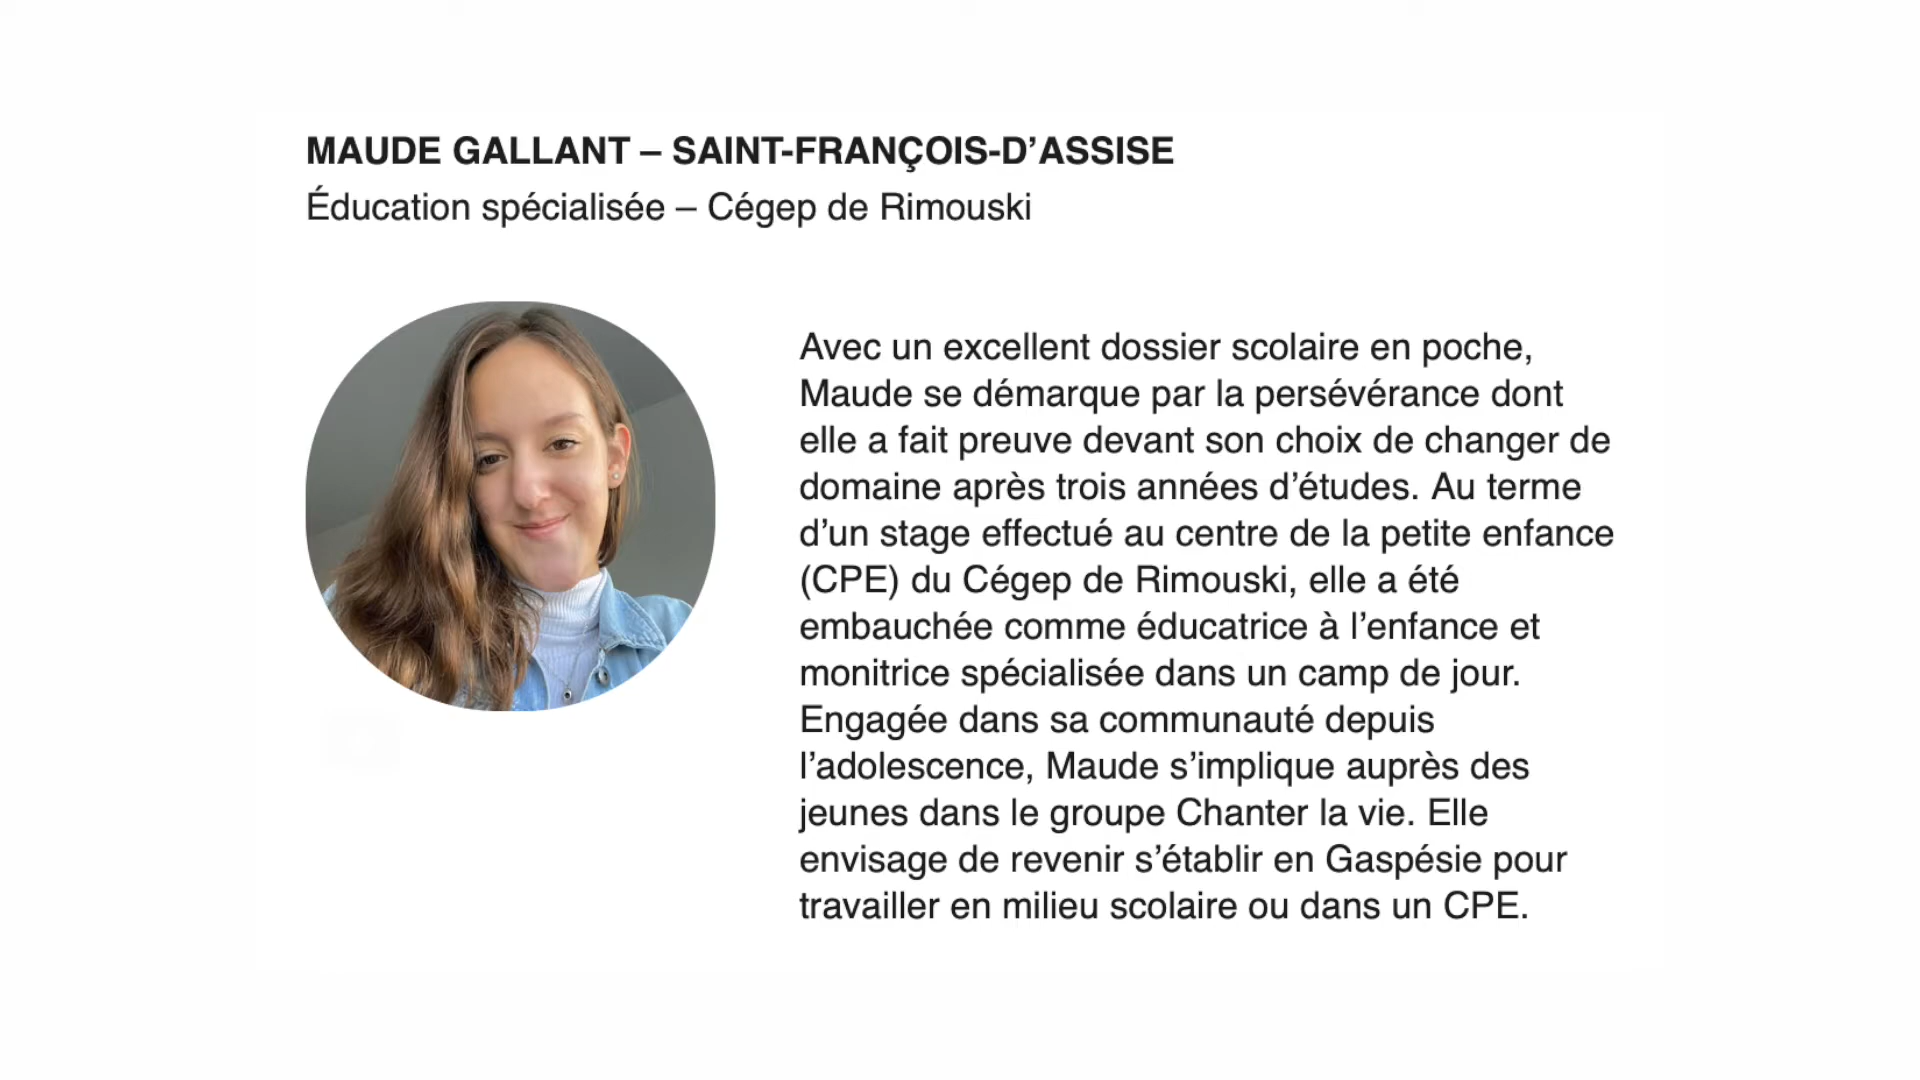 MAUDE GALLANT – SAINT-FRANÇOIS-D’ASSISE
Éducation spécialisée – Cégep de Rimouski
Avec un excellent dossier scolaire en poche,
Maude se démarque par la persévérance dont
elle a fait preuve devant son choix de changer de
domaine après trois années d’études. Au terme
d’un stage effectué au centre de la petite enfance
(CPE) du Cégep de Rimouski, elle a été
embauchée comme éducatrice à l’enfance et
monitrice spécialisée dans un camp de jour.
Engagée dans sa communauté depuis
l’adolescence, Maude s’implique auprès des
jeunes dans le groupe Chanter la vie. Elle
envisage de revenir s’établir en Gaspésie pour
travailler en milieu scolaire ou dans un CPE.